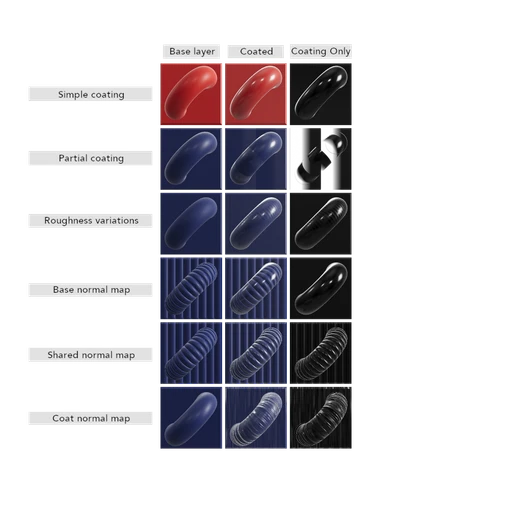 Base layer
Coated
Coating Only
Simple coating
Partial coating
Roughness variations
Base normal map
Shared normal map
Coat normal map